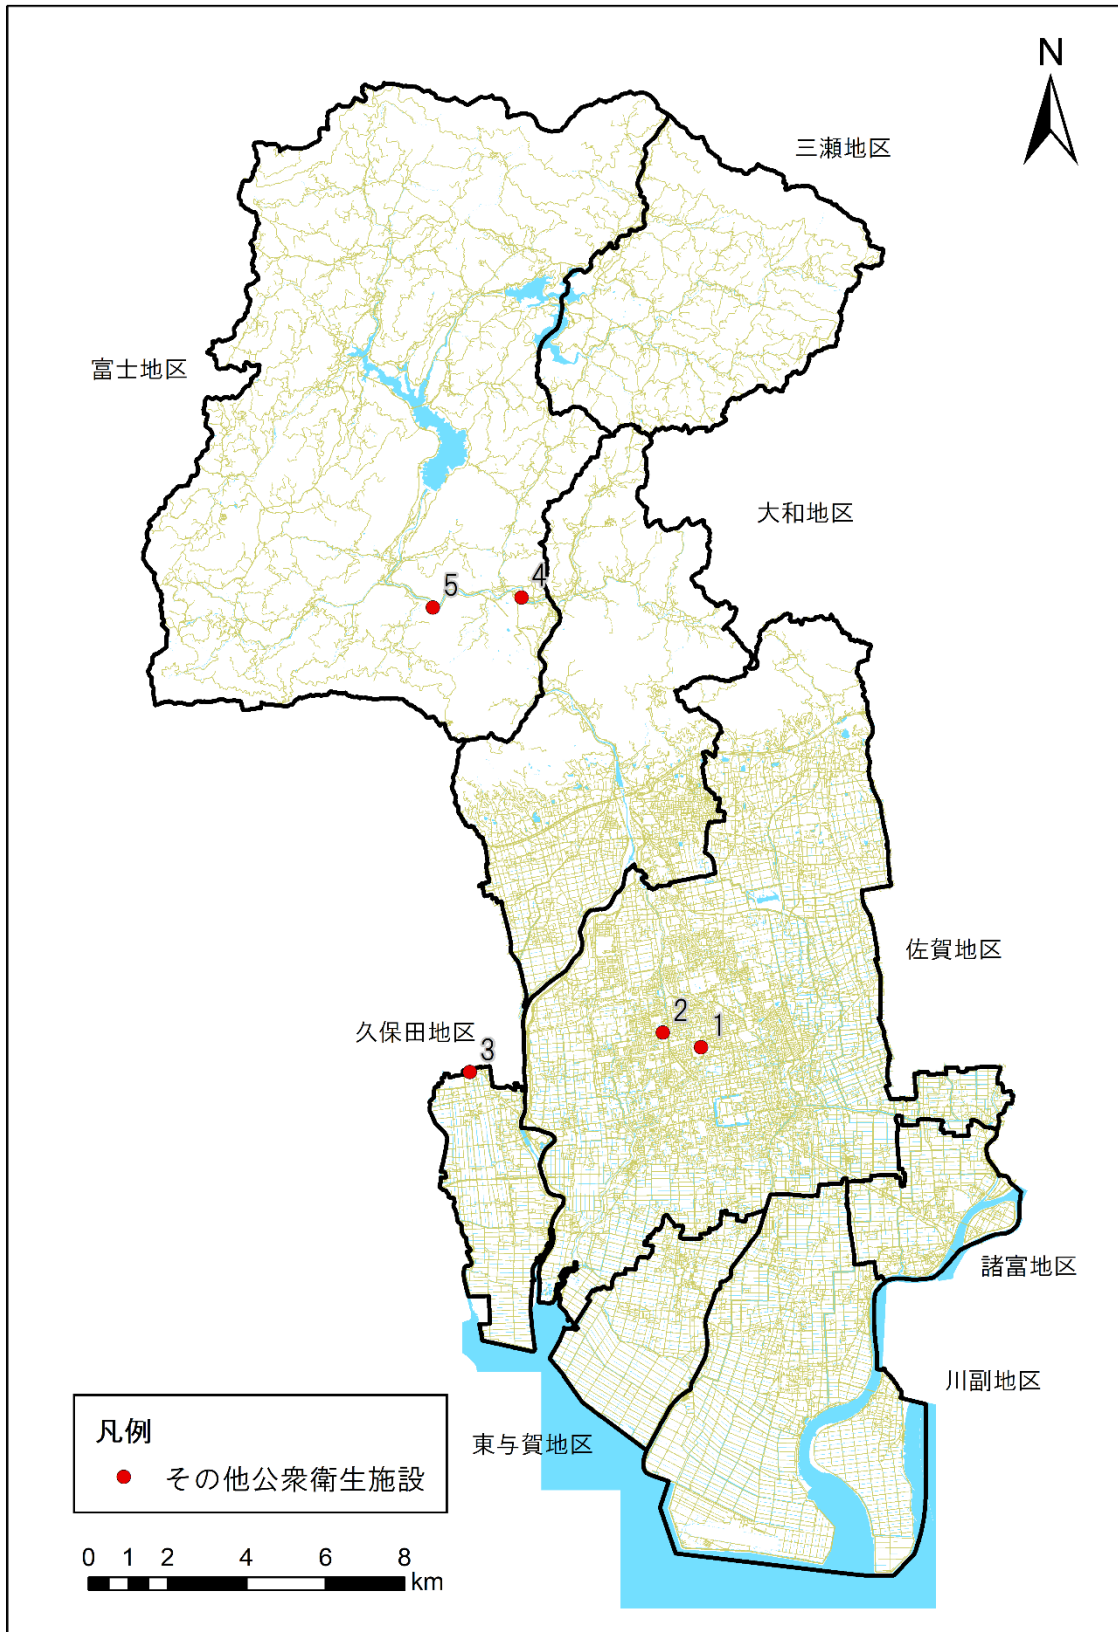 N
三瀬地区
富士地区
大和地区
5
4
佐賀地区
2
1
久保田地区
3
諸富地区
川副地区
東与賀地区
凡例
その他公衆衛生施設
0 1 2 4 6 8
km